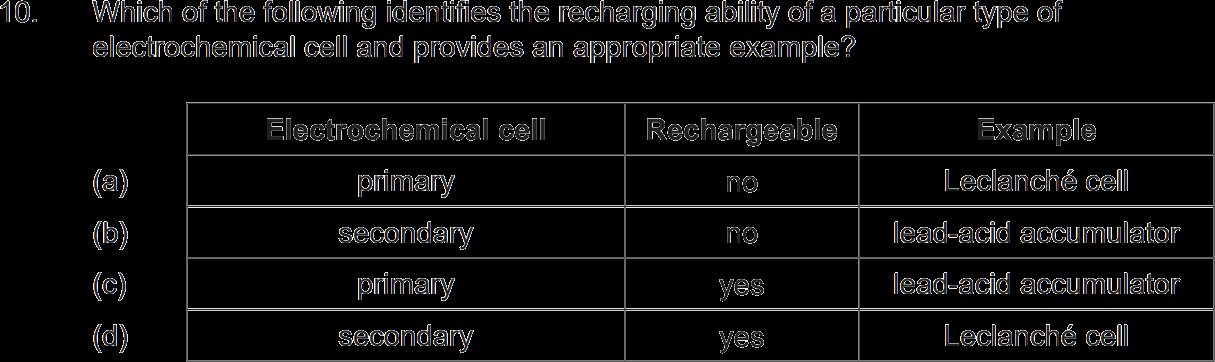 10. Which of the following identifies the recharging ability of a particular type of
electrochemical cell and provides an appropriate example?
Electrochemical cell Rechargeable Example
(a) primary no Leclanché cell
(b) secondary no lead-acid accumulator
(c) primary yes lead-acid accumulator
(d) secondary yes Leclanché cell